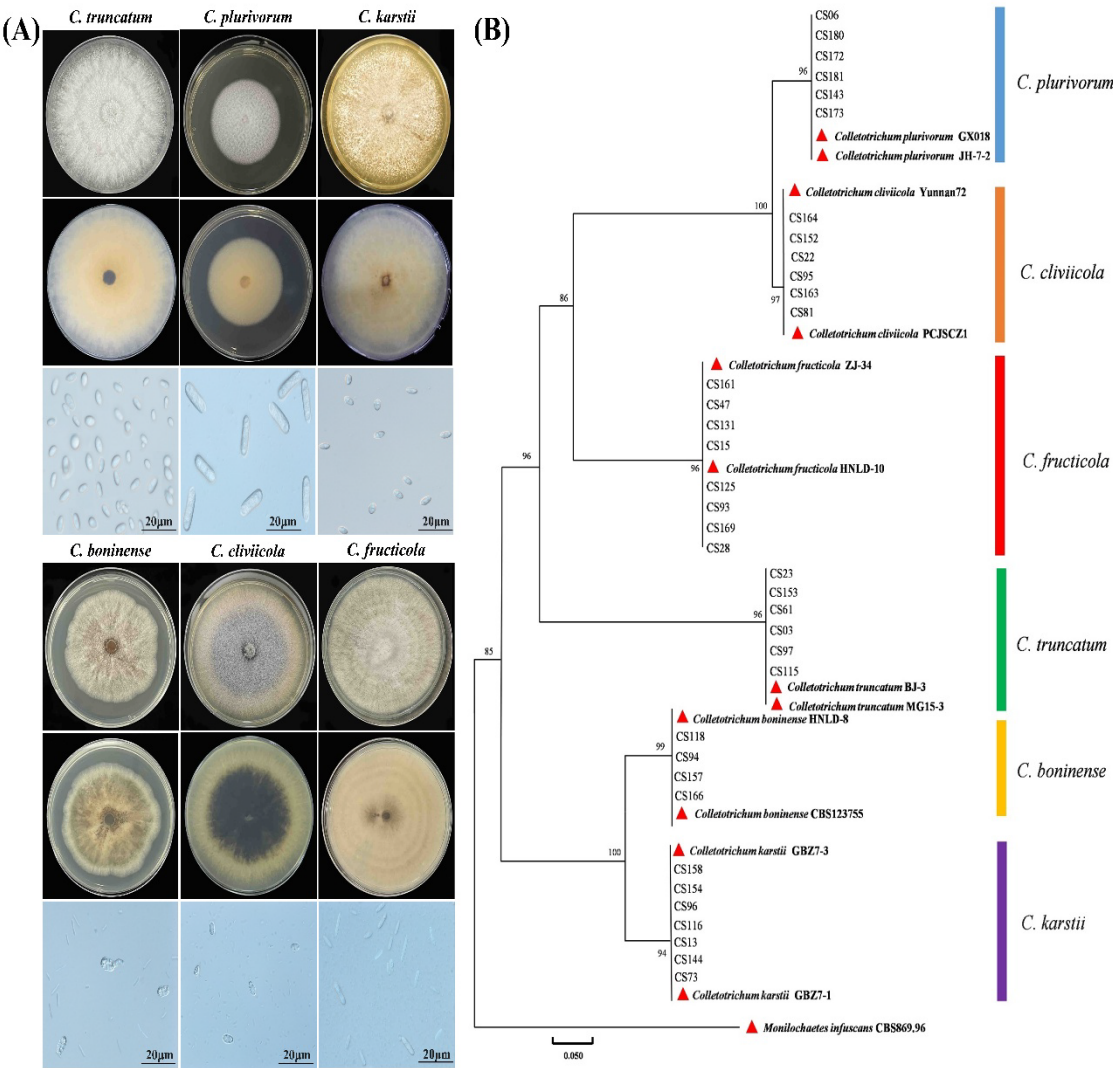 (A)
C. truncatum C. plurivorum C. karstii
20μm 20μm 20μm
C. boninense C. cliviicola C. fructicola
20μm 20μm 20μm
(B)
CS06
CS180
CS172
96
CS181
CS143
CS173
Colletotrichum plurivorum GX018
Colletotrichum plurivorum JH-7-2
C. plurivorum
Colletotrichum cliviicola Yunnan72
100
CS164
CS152
CS22
CS95
97
CS163
CS81
Colletotrichum cliviicola PCJSCZ1
C. cliviicola
86
Colletotrichum fructicola ZJ-34
CS161
CS47
CS131
CS15
96
Colletotrichum fructicola HNLD-10
CS125
CS93
CS169
CS28
C. fructicola
96
CS23
CS153
CS61
96
CS03
CS97
CS115
Colletotrichum truncatum BJ-3
Colletotrichum truncatum MG15-3
C. truncatum
85
Colletotrichum boninense HNLD-8
CS118
99
CS94
CS157
CS166
Colletotrichum boninense CBS123755
C. boninense
100
Colletotrichum karstii GBZ7-3
CS158
CS154
CS96
CS116
CS13
94
CS144
CS73
Colletotrichum karstii GBZ7-1
C. karstii
Monilochaetes infuscans CBS869.96
0.050